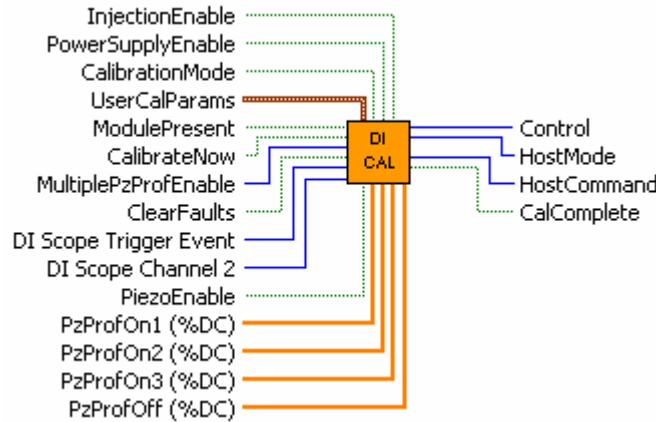 InjectionEnable
PowerSupplyEnable
CalibrationMode
UserCalParams
ModulePresent
CalibrateNow
MultiplePzProfEnable
ClearFaults
DI Scope Trigger Event
DI Scope Channel 2
PiezoEnable
PzProfOn1 (%DC)
PzProfOn2 (%DC)
PzProfOn3 (%DC)
PzProfOff (%DC)
DI
CAL
Control
HostMode
HostCommand
CalComplete